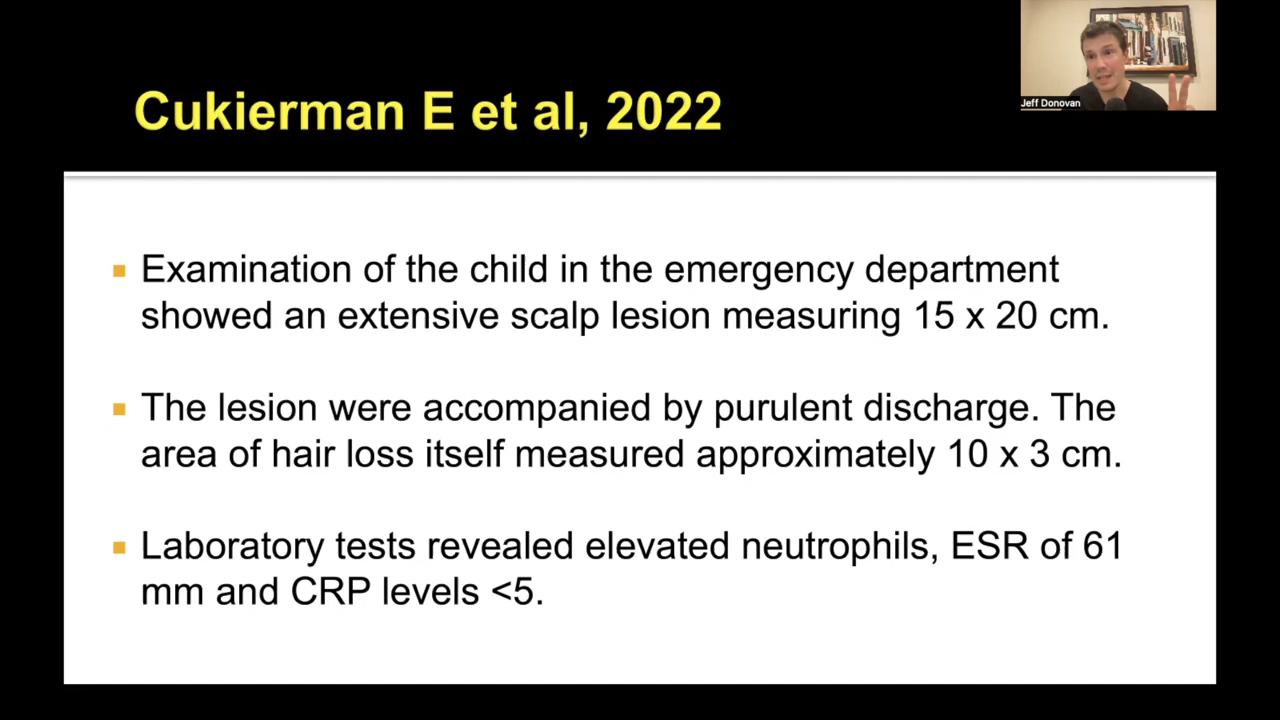 Jeff Donovan
Cukierman E et al, 2022
Examination of the child in the emergency department
showed an extensive scalp lesion measuring 15 x 20 cm.
The lesion were accompanied by purulent discharge. The
area of hair loss itself measured approximately 10 x 3 cm.
Laboratory tests revealed elevated neutrophils, ESR of 61
mm and CRP levels <5.